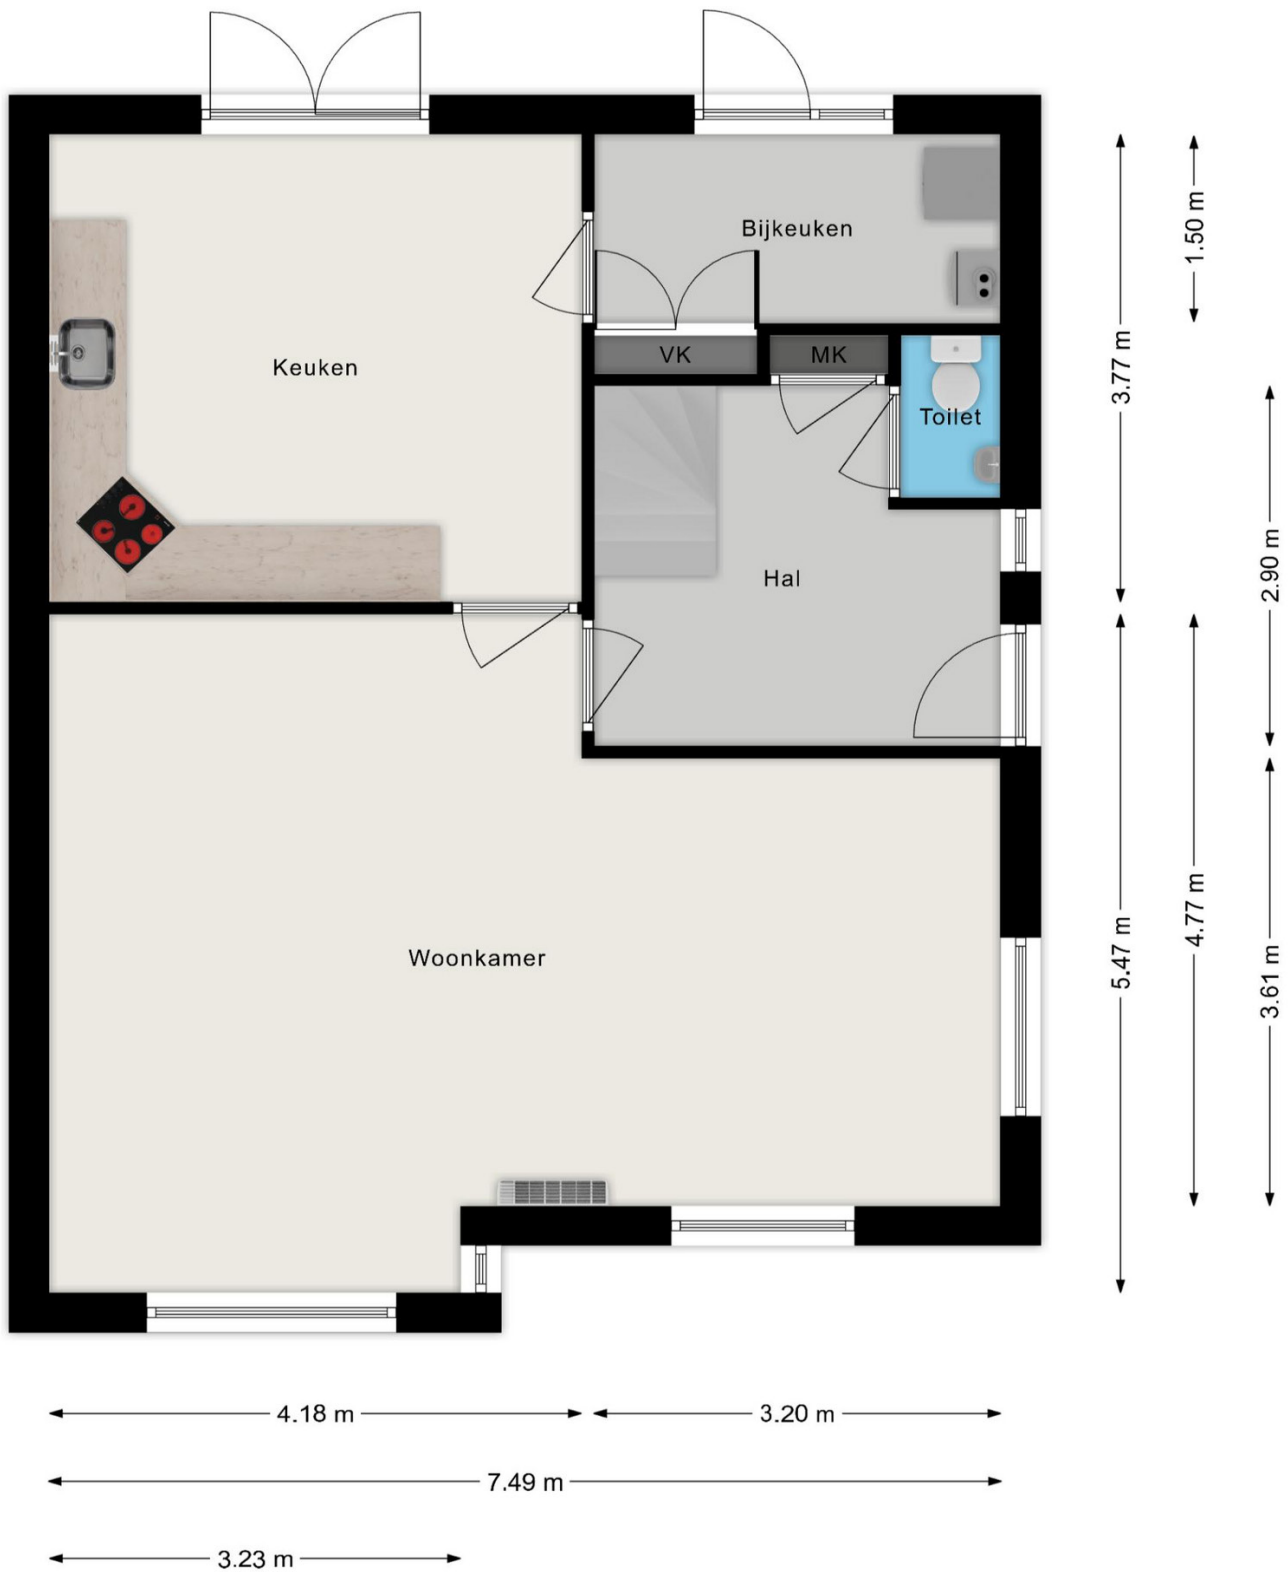 Bijkeuken
Keuken
VK
MK
Toilet
Hal
Woonkamer
1.50 m
3.77 m
2.90 m
4.77 m
5.47 m
3.61 m
4.18 m
3.20 m
7.49 m
3.23 m